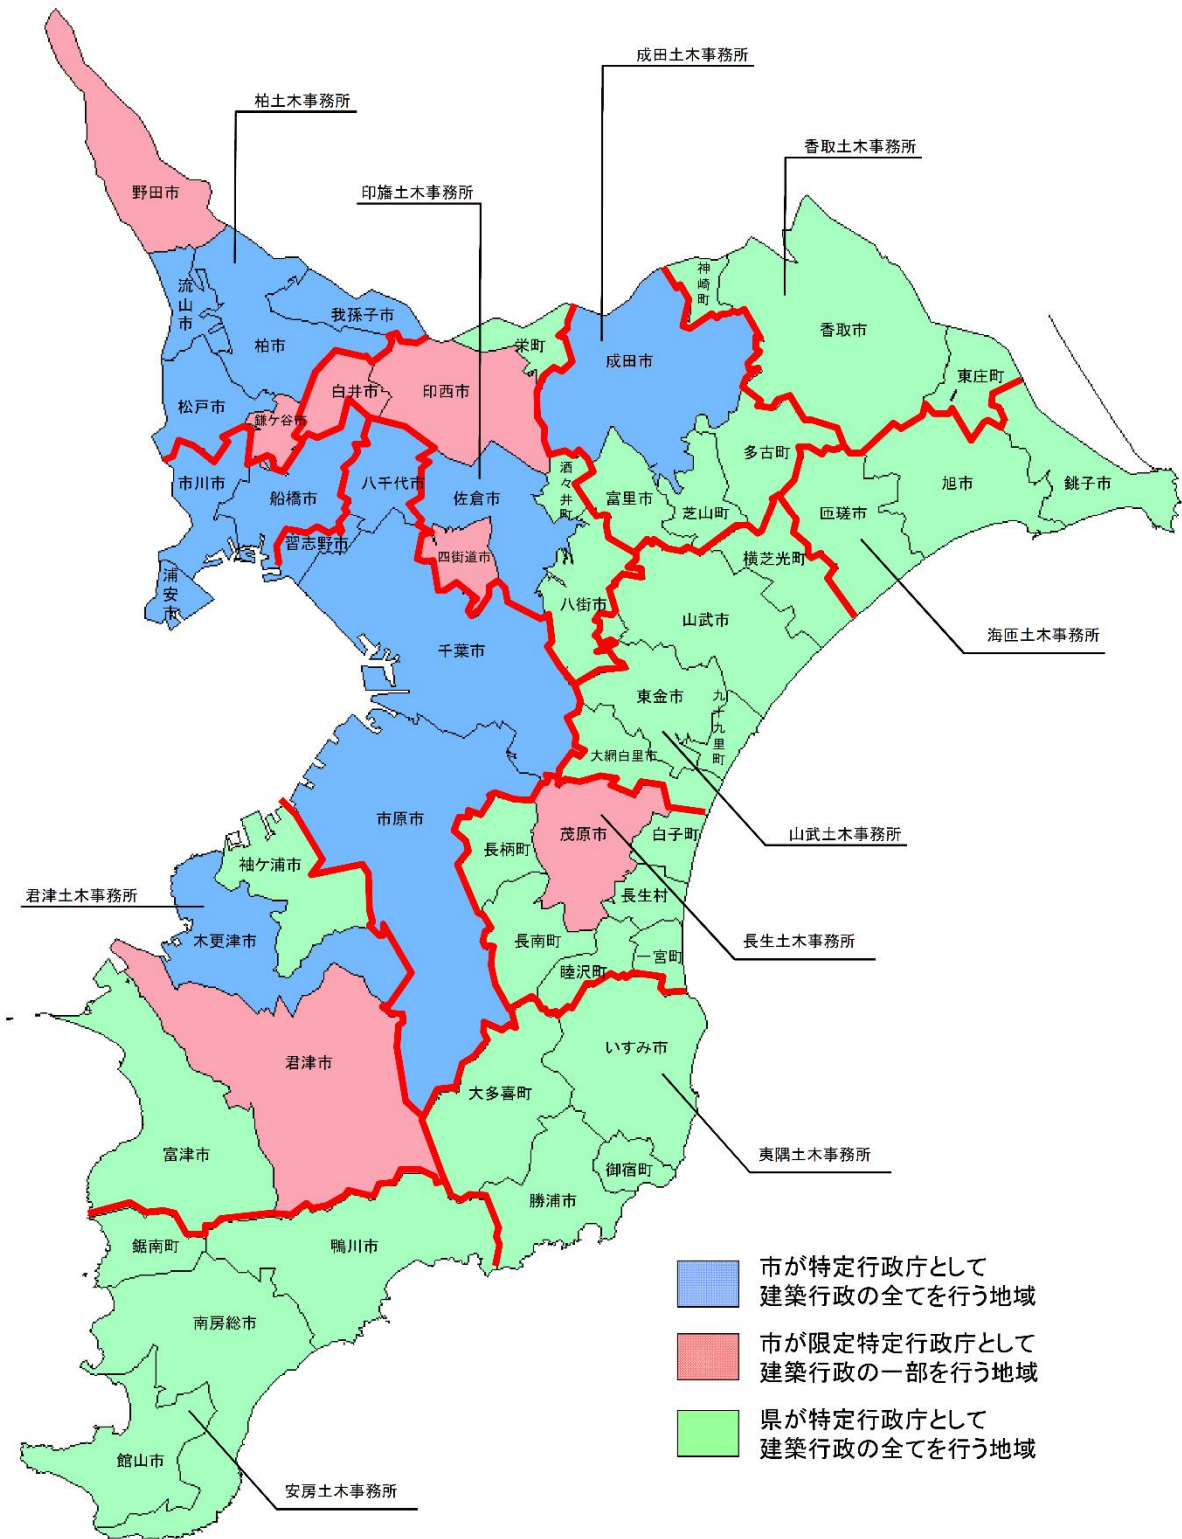 成田土木事務所
柏土木事務所
香取土木事務所
印旛土木事務所
野田市
神崎町
流山市
我孫子市
香取市
栄町
柏市
成田市
東庄町
白井市
印西市
松戸市
鎌ケ谷市
多古町
酒々井町
市川市
八千代市
旭市
銚子市
船橋市
佐倉市
富里市
芝山町
匝瑳市
習志野市
四街道市
横芝光町
浦安市
八街市
山武市
海匝土木事務所
千葉市
東金市
九十九里町
大網白里市
市原市
茂原市
白子町
山武土木事務所
長柄町
袖ケ浦市
長生村
君津土木事務所
木更津市
長南町
一宮町
長生土木事務所
睦沢町
いすみ市
君津市
大多喜町
富津市
御宿町
夷隅土木事務所
勝浦市
鋸南町
鴨川市
市が特定行政庁として
建築行政の全てを行う地域
南房総市
市が限定特定行政庁として
建築行政の一部を行う地域
県が特定行政庁として
建築行政の全てを行う地域
館山市
安房土木事務所